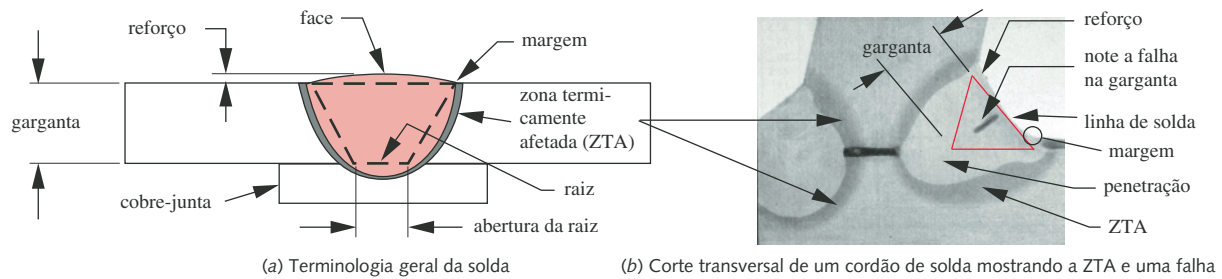 reforço
face
margem
garganta
zona termi-
camente
afetada (ZTA)
raiz
cobre-junta
abertura da raiz
(a) Terminologia geral da solda
garganta
reforço
note a falha
na garganta
linha de solda
margem
penetração
ZTA
(b) Corte transversal de um cordão de solda mostrando a ZTA e uma falha